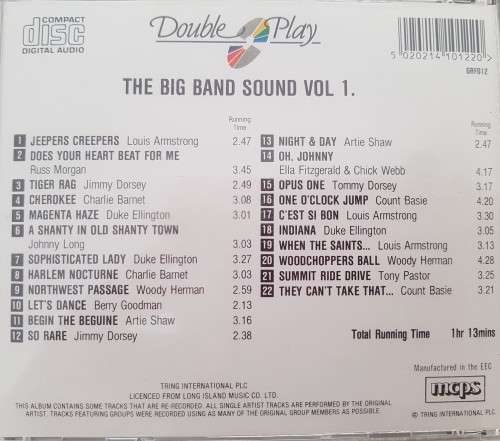 COMPACT
disc
DIGITAL AUDIO
Double Play
5 020214 101220
GRF012
THE BIG BAND SOUND VOL 1.
Running
Time
1 JEEPERS CREEPERS Louis Armstrong 2.47
2 DOES YOUR HEART BEAT FOR ME
Russ Morgan 3.45
3 TIGER RAG Jimmy Dorsey 2.49
4 CHEROKEE Charlie Barnet 3.08
5 MAGENTA HAZE Duke Ellington 3.01
6 A SHANTY IN OLD SHANTY TOWN
Johnny Long 3.03
7 SOPHISTICATED LADY Duke Ellington 3.27
8 HARLEM NOCTURNE Charlie Barnet 3.03
9 NORTHWEST PASSAGE Woody Herman 2.59
10 LET'S DANCE Berry Goodman 2.13
11 BEGIN THE BEGUINE Artie Shaw 3.16
12 SO RARE Jimmy Dorsey 2.38
Running
Time
13 NIGHT & DAY Artie Shaw 2.47
14 OH. JOHNNY
Ella Fitzgerald & Chick Webb 4.17
15 OPUS ONE Tommy Dorsey 3.17
16 ONE O'CLOCK JUMP Count Basie 4.20
17 C'EST SI BON Louis Armstrong 3.30
18 INDIANA Duke Ellington 3.05
19 WHEN THE SAINTS... Louis Armstrong 3.13
20 WOODCHOPPERS BALL Woody Herman 4.28
21 SUMMIT RIDE DRIVE Tony Pastor 3.25
22 THEY CAN'T TAKE THAT... Count Basie 3.21
Total Running Time 1hr 13mins
Manufactured in the EEC
mcps
TRING INTERNATIONAL PLC
LICENCED FROM LONG ISLAND MUSIC CO. LTD.
THIS ALBUM CONTAINS SOME TRACKS THAT ARE RE-RECORDED. ALL SINGLE ARTIST TRACKS ARE PERFORMED BY THE ORIGINAL
ARTIST. TRACKS FEATURING GROUPS WERE RECORDED USING AS MANY OF THE ORIGINAL GROUP MEMBERS AS POSSIBLE.
© TRING INTERNATIONAL PLC